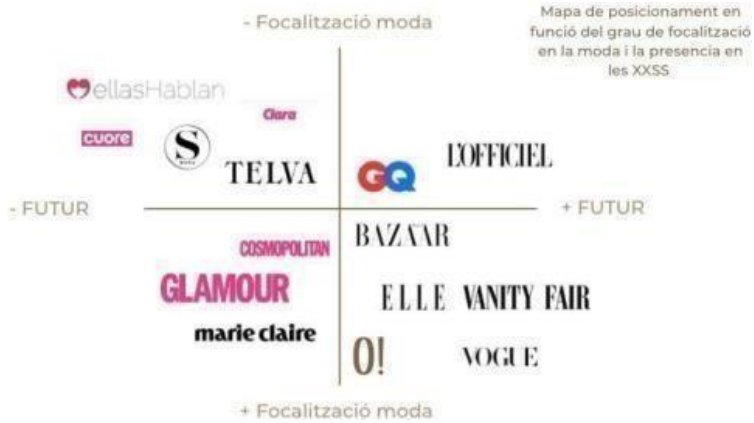 - Focalització moda
Mapa de posicionament en
funció del grau de focalització
en la moda i la presencia en
les XXSS
ellasHablan
Clara
cuore
S
MODA
TELVA
GQ
L'OFFICIEL
- FUTUR
+ FUTUR
BAZAAR
COSMOPOLITAN
GLAMOUR
ELLE
VANITY FAIR
marie claire
O!
VOGUE
+ Focalització moda